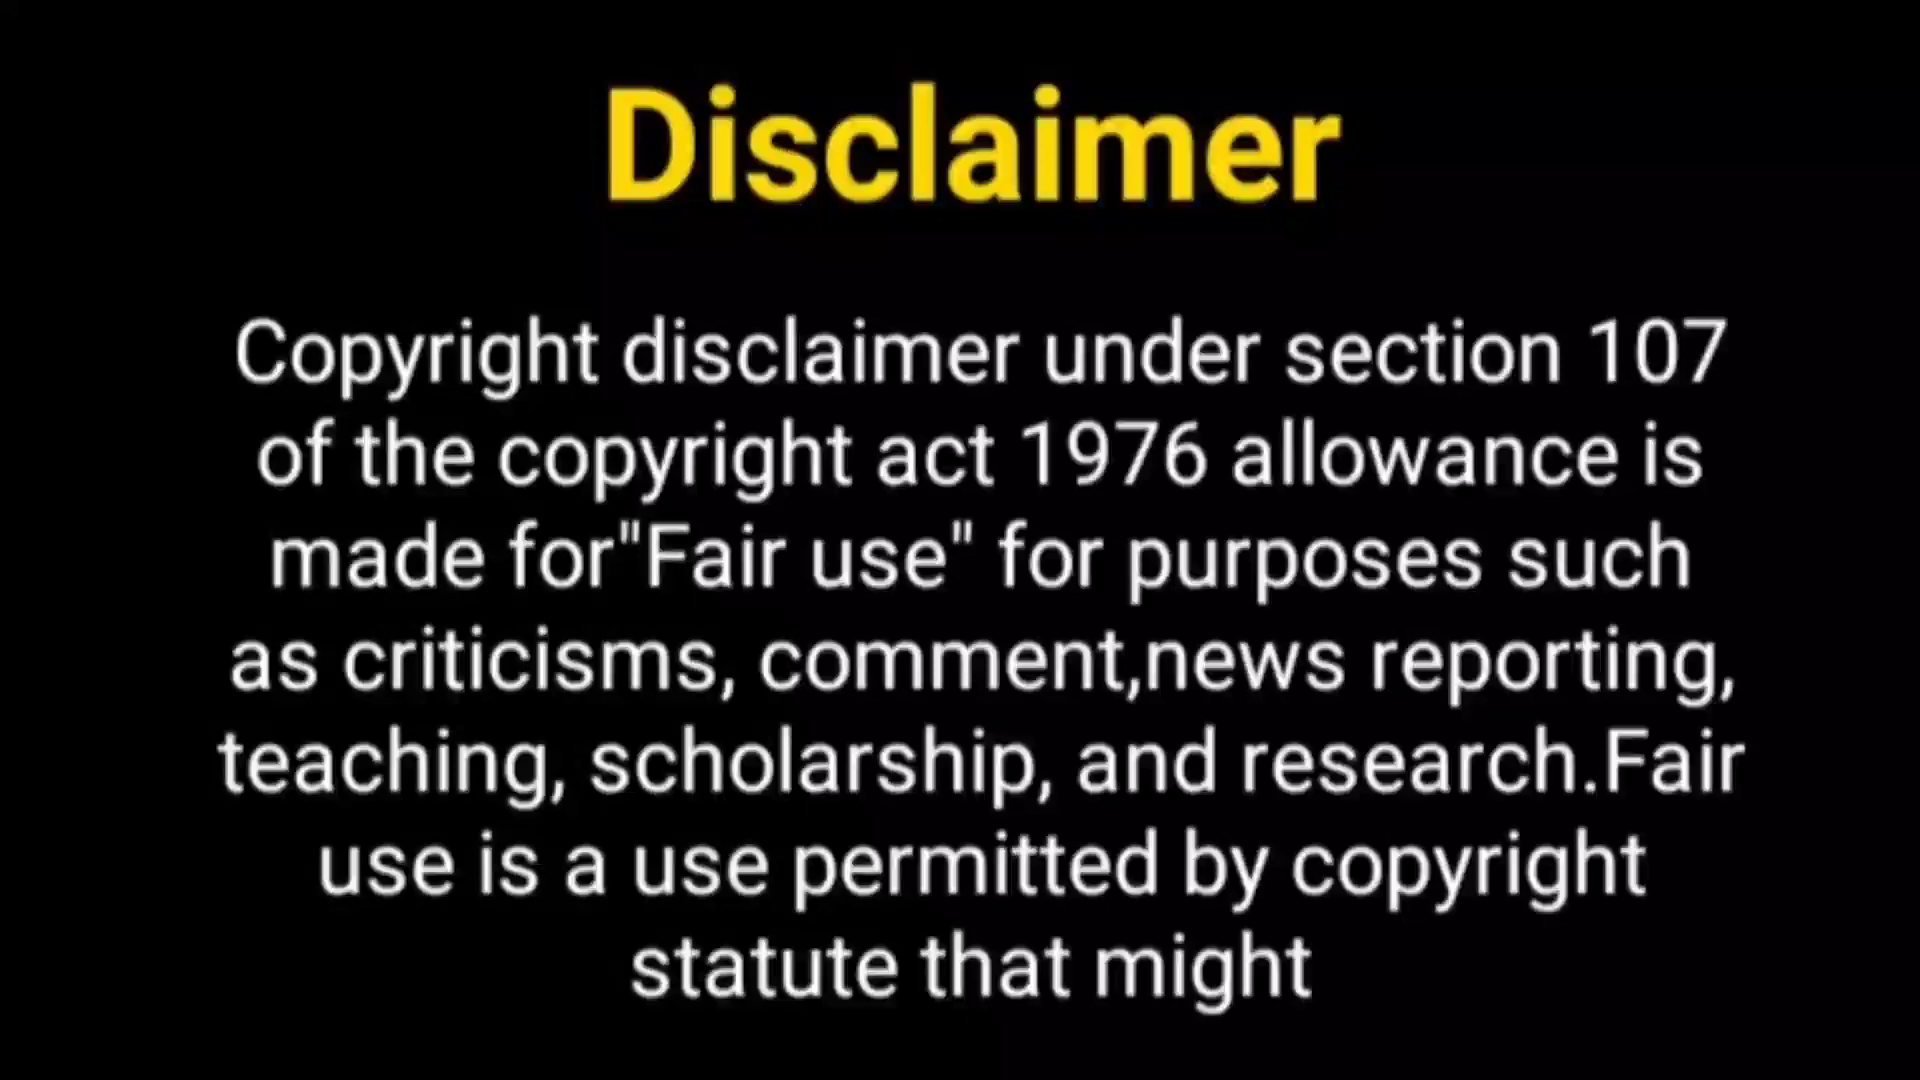 Disclaimer
Copyright disclaimer under section 107
of the copyright act 1976 allowance is
made for"Fair use" for purposes such
as criticisms, comment,news reporting,
teaching, scholarship, and research.Fair
use is a use permitted by copyright
statute that might